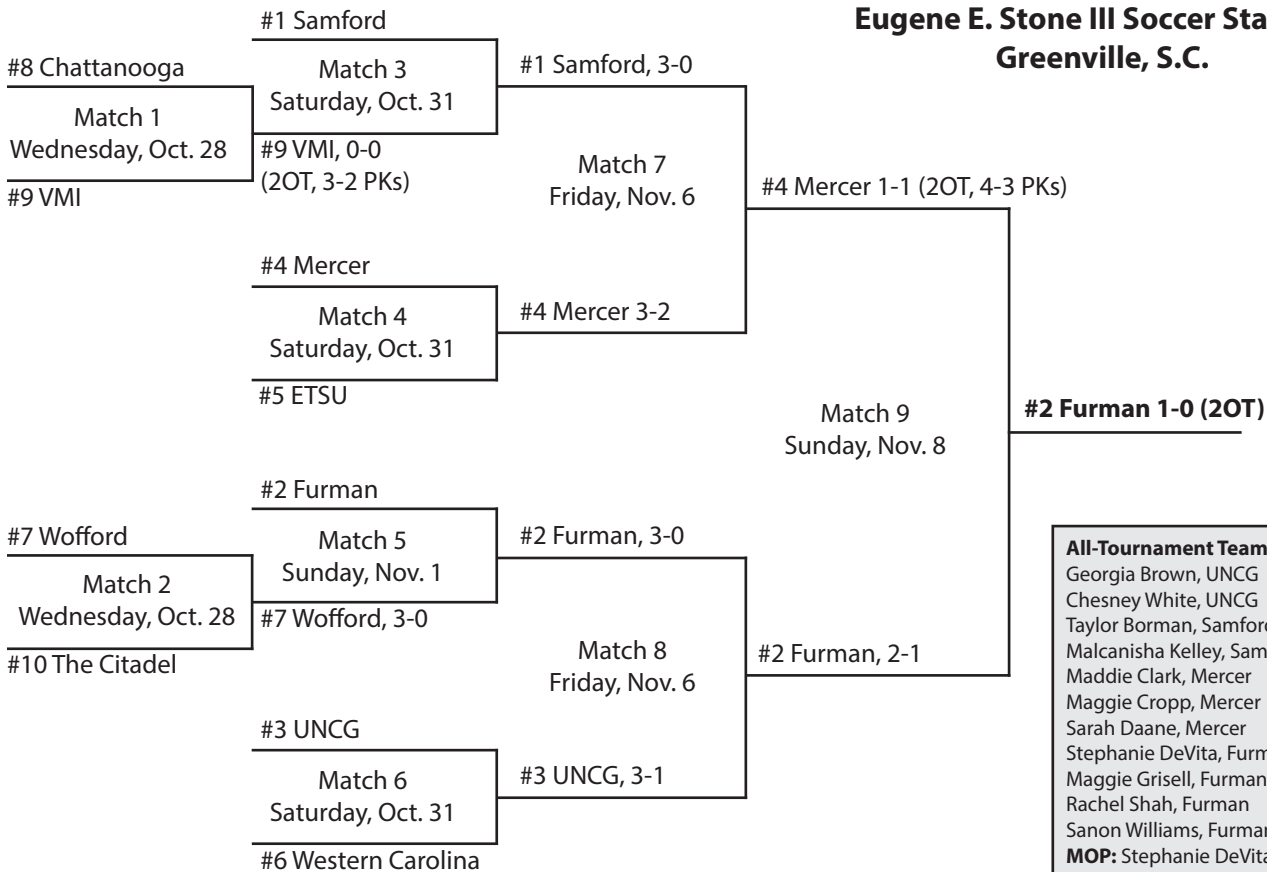 Eugene E. Stone III Soccer
Greenville, S.C.
#8 Chattanooga
Match 1
Wednesday, Oct. 28
#9 VMI
#1 Samford
Match 3
Saturday, Oct. 31
#9 VMI, 0-0
(2OT, 3-2 PKs)
#1 Samford, 3-0
Match 7
Friday, Nov. 6
#4 Mercer
Match 4
Saturday, Oct. 31
#5 ETSU
#4 Mercer 3-2
#4 Mercer 1-1 (2OT, 4-3 PKs)
Match 9
Sunday, Nov. 8
#2 Furman 1-0 (2OT)
#7 Wofford
Match 2
Wednesday, Oct. 28
#10 The Citadel
#2 Furman
Match 5
Sunday, Nov. 1
#7 Wofford, 3-0
#2 Furman, 3-0
Match 8
Friday, Nov. 6
#2 Furman, 2-1
#3 UNCG
Match 6
Saturday, Oct. 31
#6 Western Carolina
#3 UNCG, 3-1
All-Tournament Team
Georgia Brown, UNCG
Chesney White, UNCG
Taylor Borman, Samford
Malcanisha Kelley,
Maddie Clark, Mercer
Maggie Cropp, Mercer
Sarah Daane, Mercer
Stephanie DeVita,
Maggie Grisell, Furman
Rachel Shah, Furman
Sanon Williams, Furman
MOP: Stephanie DeVita